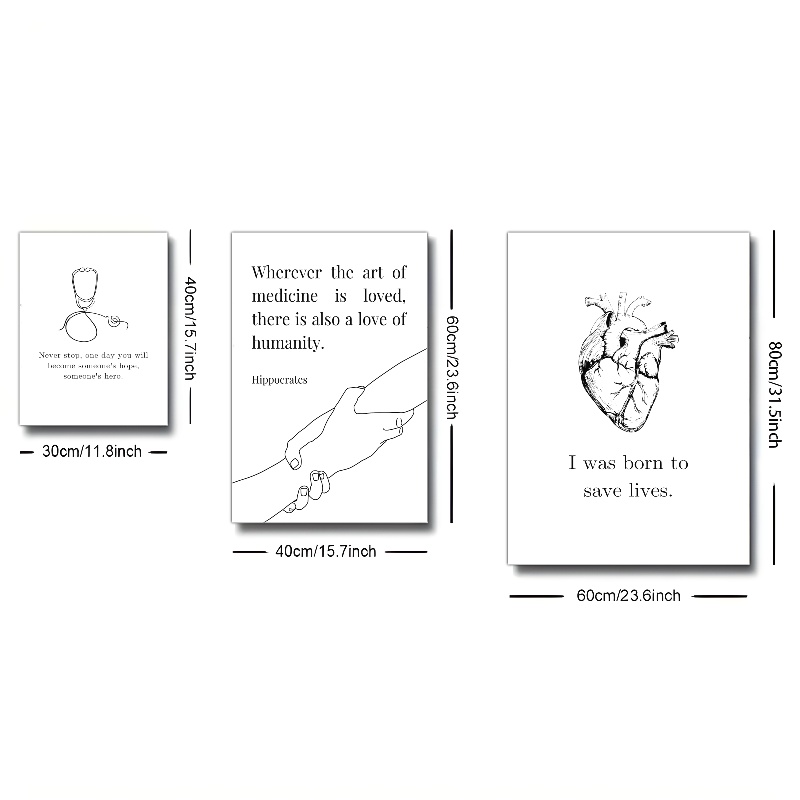 Never stop, one day you will
become someone's hope,
someone's hero.
40cm/15.7inch
30cm/11.8inch
Wherever the art of
medicine is loved,
there is also a love of
humanity.
Hippocrates
60cm/23.6inch
40cm/15.7inch
I was born to
save lives.
80cm/31.5inch
60cm/23.6inch